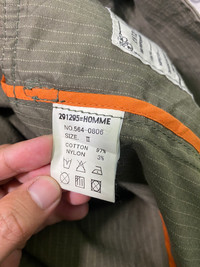 291295=HOMME
NO.564-0806
SIZE. S
COTTON 97%
NYLON 3%